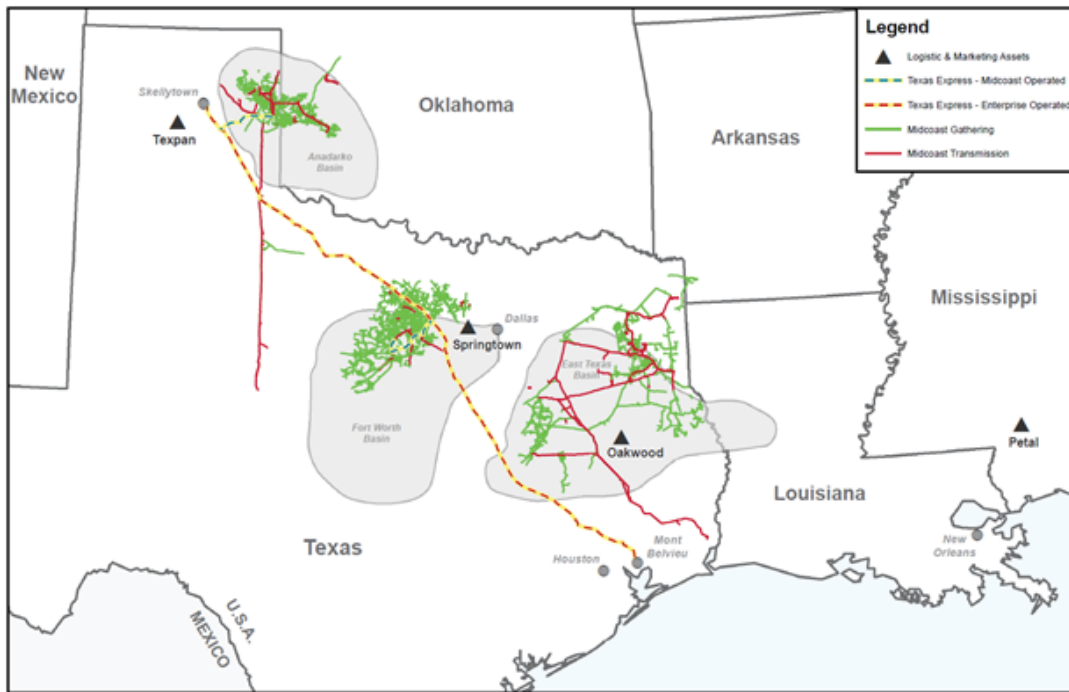 Legend
Logistic & Marketing Assets
Texas Express - Midcoast Operated
Texas Express - Enterprise Operated
Midcoast Gathering
Midcoast Transmission
New
Mexico
Skellytown
Texpan
Oklahoma
Anadarko
Basin
Arkansas
Mississippi
Dallas
Springtown
East Texas
Basin
Fort Worth
Basin
Oakwood
Petal
Louisiana
Texas
Mont
Belvieu
Houston
New
Orleans
U.S.A.
MEXICO